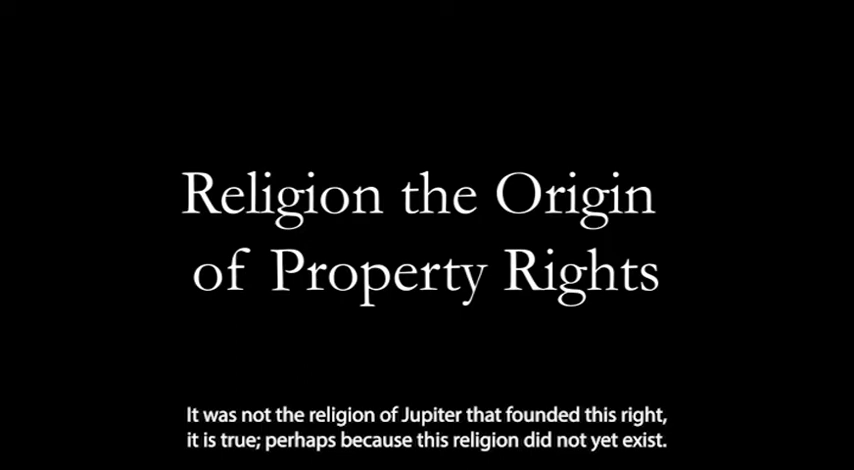 Religion the Origin
of Property Rights
It was not the religion of Jupiter that founded this right,
it is true; perhaps because this religion did not yet exist.